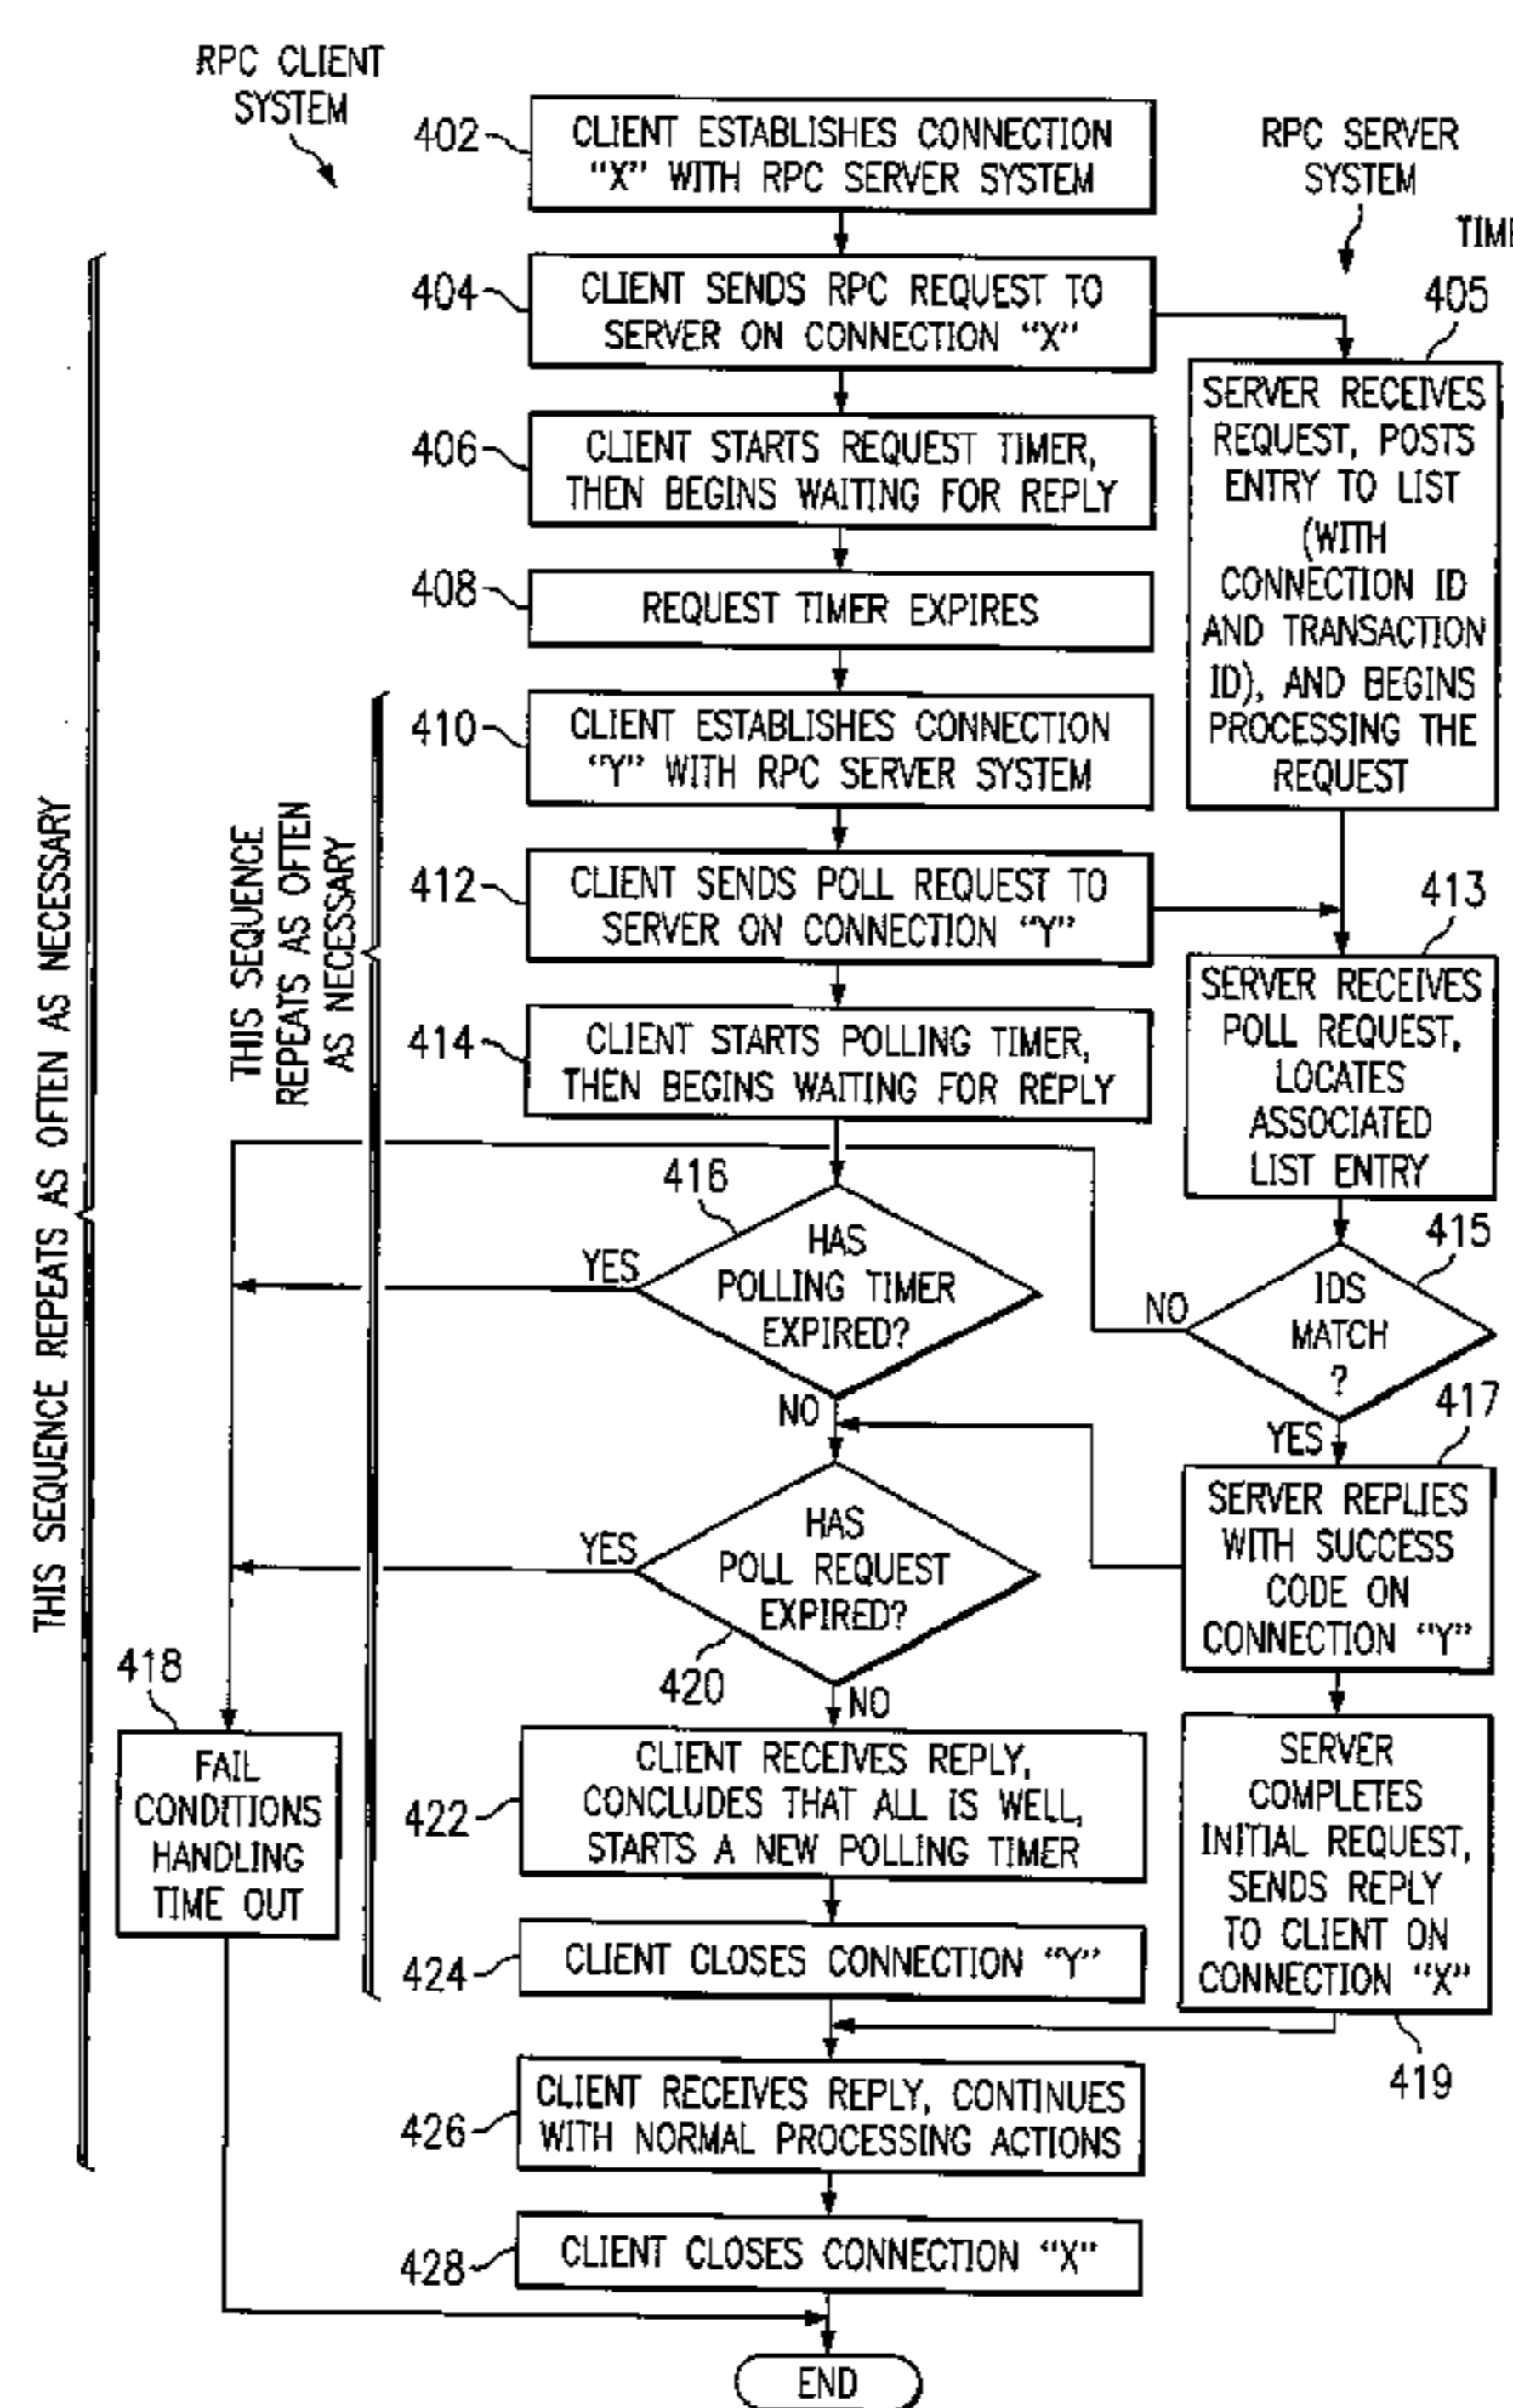 RPC CLIENT
SYSTEM
402
CLIENT ESTABLISHES CONNECTION
"X" WITH RPC SERVER SYSTEM
RPC SERVER
SYSTEM
TIME
404
CLIENT SENDS RPC REQUEST TO
SERVER ON CONNECTION "X"
405
SERVER RECEIVES
REQUEST, POSTS
ENTRY TO LIST
(WITH
CONNECTION ID
AND TRANSACTION
ID), AND BEGINS
PROCESSING THE
REQUEST
406
CLIENT STARTS REQUEST TIMER,
THEN BEGINS WAITING FOR REPLY
408
REQUEST TIMER EXPIRES
410
CLIENT ESTABLISHES CONNECTION
"Y" WITH RPC SERVER SYSTEM
412
CLIENT SENDS POLL REQUEST TO
SERVER ON CONNECTION "Y"
413
SERVER RECEIVES
POLL REQUEST,
LOCATES
ASSOCIATED
LIST ENTRY
414
CLIENT STARTS POLLING TIMER,
THEN BEGINS WAITING FOR REPLY
THIS SEQUENCE REPEATS AS OFTEN AS NECESSARY
THIS SEQUENCE
REPEATS AS OFTEN
AS NECESSARY
416
HAS
POLLING TIMER
EXPIRED?
YES
NO
415
IDS
MATCH
?
NO
YES
417
SERVER REPLIES
WITH SUCCESS
CODE ON
CONNECTION "Y"
HAS
POLL REQUEST
EXPIRED?
YES
420
NO
418
FAIL
CONDITIONS
HANDLING
TIME OUT
422
CLIENT RECEIVES REPLY,
CONCLUDES THAT ALL IS WELL,
STARTS A NEW POLLING TIMER
SERVER
COMPLETES
INITIAL REQUEST,
SENDS REPLY
TO CLIENT ON
CONNECTION "X"
419
424
CLIENT CLOSES CONNECTION "Y"
426
CLIENT RECEIVES REPLY, CONTINUES
WITH NORMAL PROCESSING ACTIONS
428
CLIENT CLOSES CONNECTION "X"
END